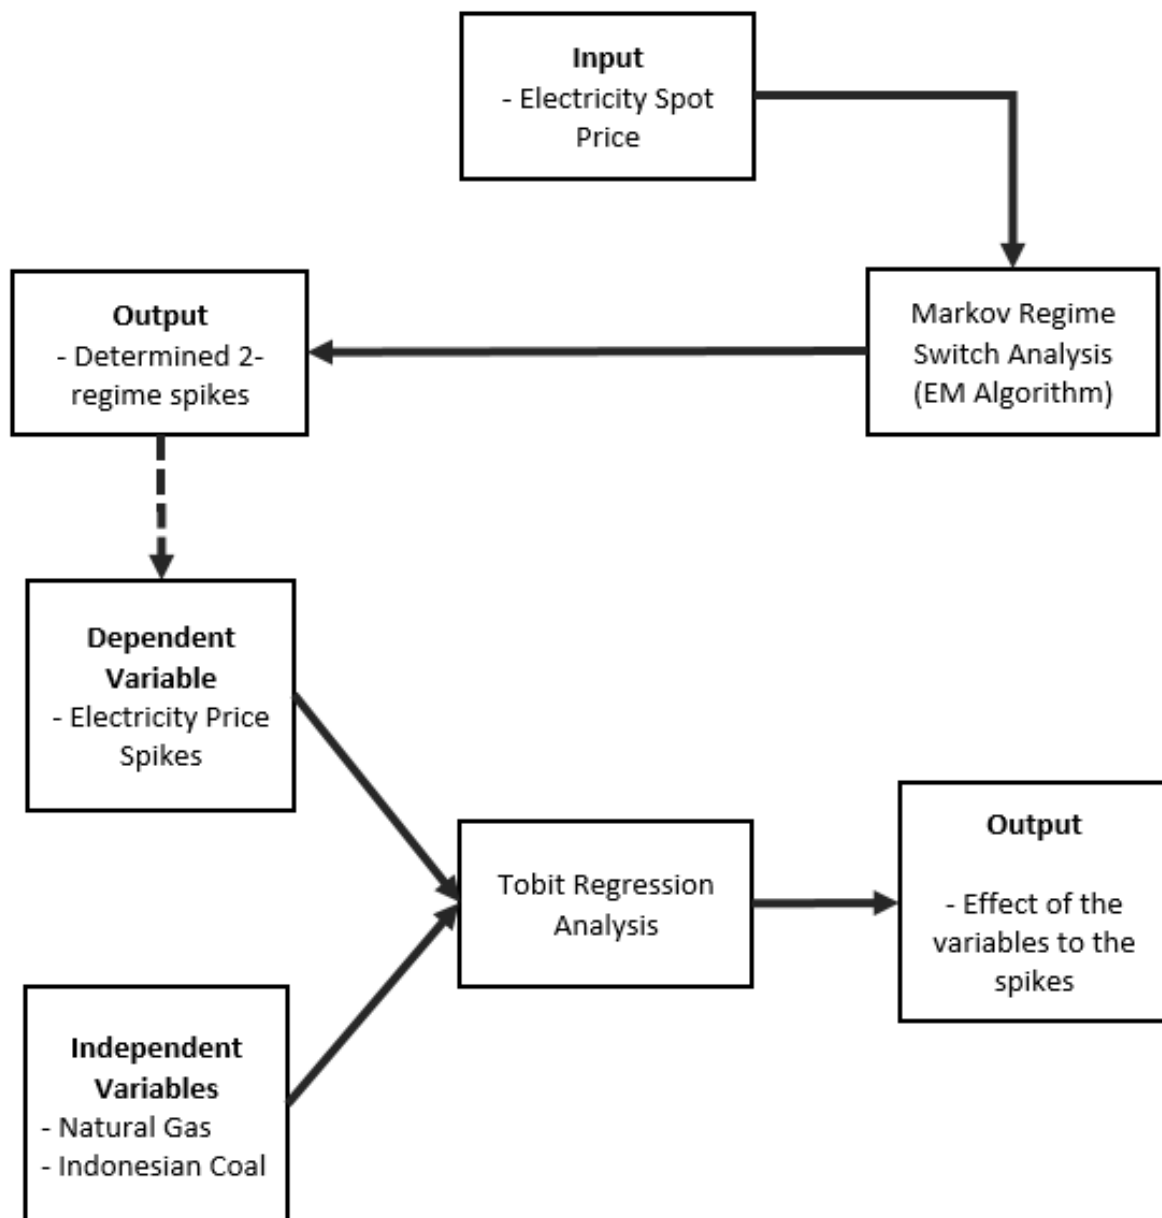 Input
- Electricity Spot
Price
Markov Regime
Switch Analysis
(EM Algorithm)
Output
- Determined 2-
regime spikes
Dependent
Variable
- Electricity Price
Spikes
Tobit Regression
Analysis
Output
- Effect of the
variables to the
spikes
Independent
Variables
- Natural Gas
- Indonesian Coal